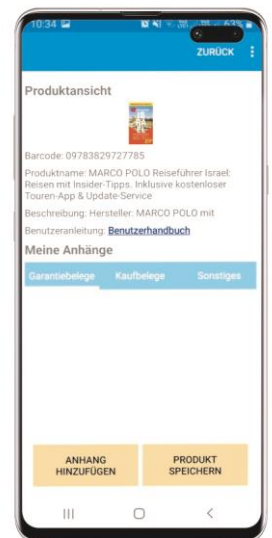 10:34
63%
ZURÜCK
Produktansicht
Barcode: 09783829727785
Produktname: MARCO POLO Reiseführer Israel:
Reisen mit Insider-Tipps. Inklusive kostenloser
Touren-App & Update-Service
Beschreibung: Hersteller: MARCO POLO mit
Benutzeranleitung: Benutzerhandbuch
Meine Anhänge
Garantiebelege Kaufbelege Sonstiges
ANHANG HINZUFÜGEN
PRODUKT SPEICHERN